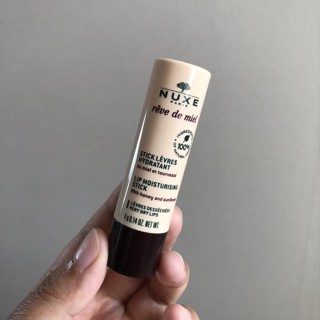 NUXE
PARIS
rêve de miel
100%
STICK LÈVRES
HYDRATANT
au miel et tournesol
LIP MOISTURISING
STICK
with honey and sunflower
LÈVRES DESSÉCHÉES
VERY DRY LIPS
4 g/0.14 OZ. NET WT